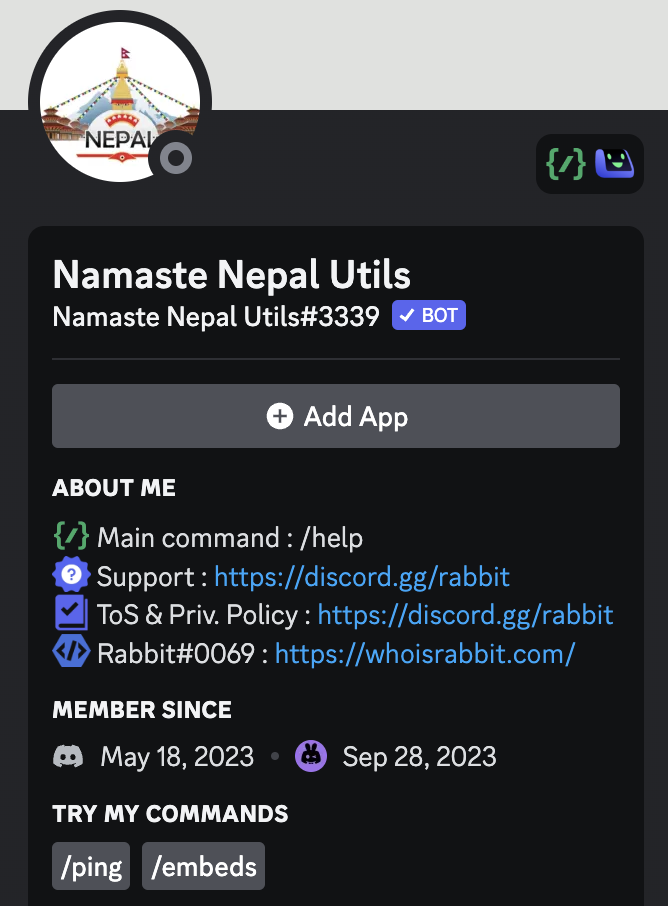 NEPAL
Namaste Nepal Utils
Namaste Nepal Utils#3339 BOT
Add App
ABOUT ME
Main command : /help
Support : https://discord.gg/rabbit
ToS & Priv. Policy : https://discord.gg/rabbit
Rabbit#0069 : https://whoisrabbit.com/
MEMBER SINCE
May 18, 2023 • Sep 28, 2023
TRY MY COMMANDS
/ping /embeds